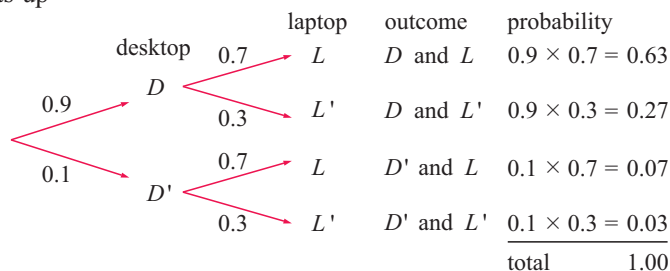 laptop outcome probability
desktop
0.7 L D and L 0.9 × 0.7 = 0.63
D
0.9 0.3 L' D and L' 0.9 × 0.3 = 0.27
0.1 0.7 L D' and L 0.1 × 0.7 = 0.07
D'
0.3 L' D' and L' 0.1 × 0.3 = 0.03
total 1.00